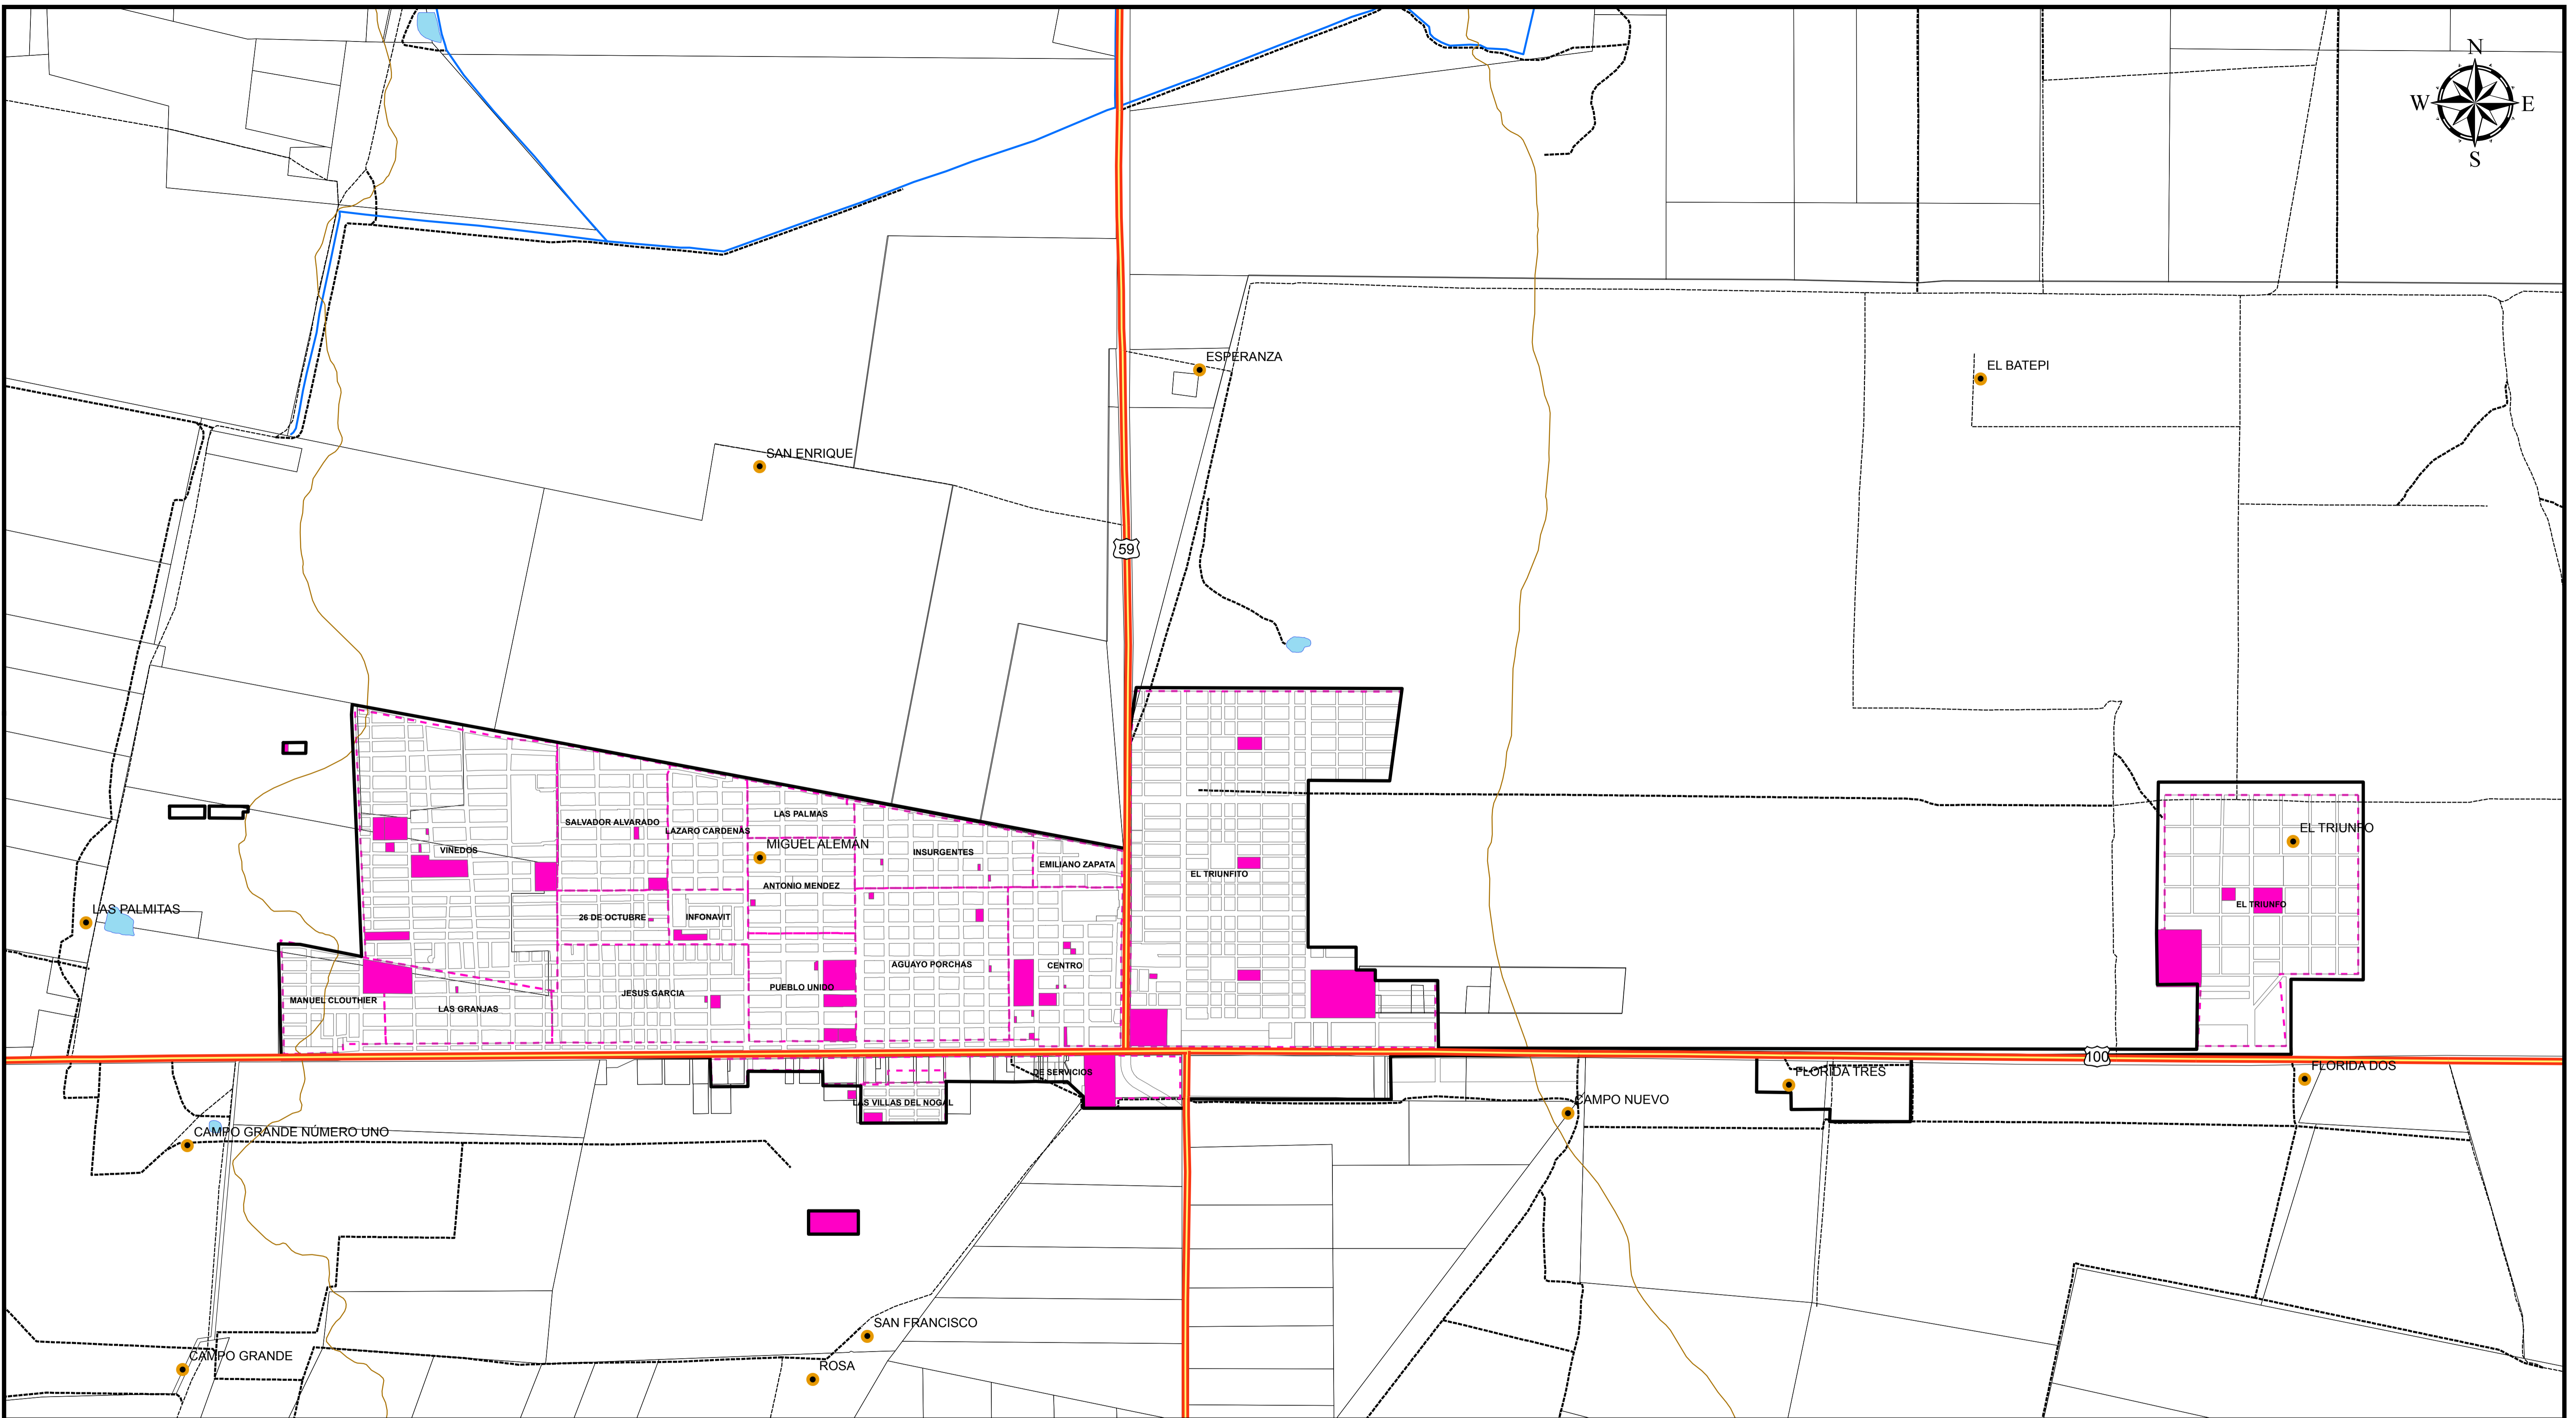 N
W E
S
ESPERANZA
EL BATEPI
SAN ENRIQUE
59
LAS PALMAS
SALVADOR ALVARADO
LAZARO CARDENAS
MIGUEL ALEMÁN
VIÑEDOS
INSURGENTES
EMILIANO ZAPATA
EL TRIUNFITO
EL TRIUNFO
ANTONIO MENDEZ
EL TRIUNFO
LAS PALMITAS
26 DE OCTUBRE
INFONAVIT
AGUAYO PORCHAS
CENTRO
PUEBLO UNIDO
JESUS GARCIA
MANUEL CLOUTHIER
LAS GRANJAS
100
DE SERVICIOS
FLORIDA TRES
FLORIDA DOS
LAS VILLAS DEL NOGAL
CAMPO NUEVO
CAMPO GRANDE NÚMERO UNO
SAN FRANCISCO
CAMPO GRANDE
ROSA